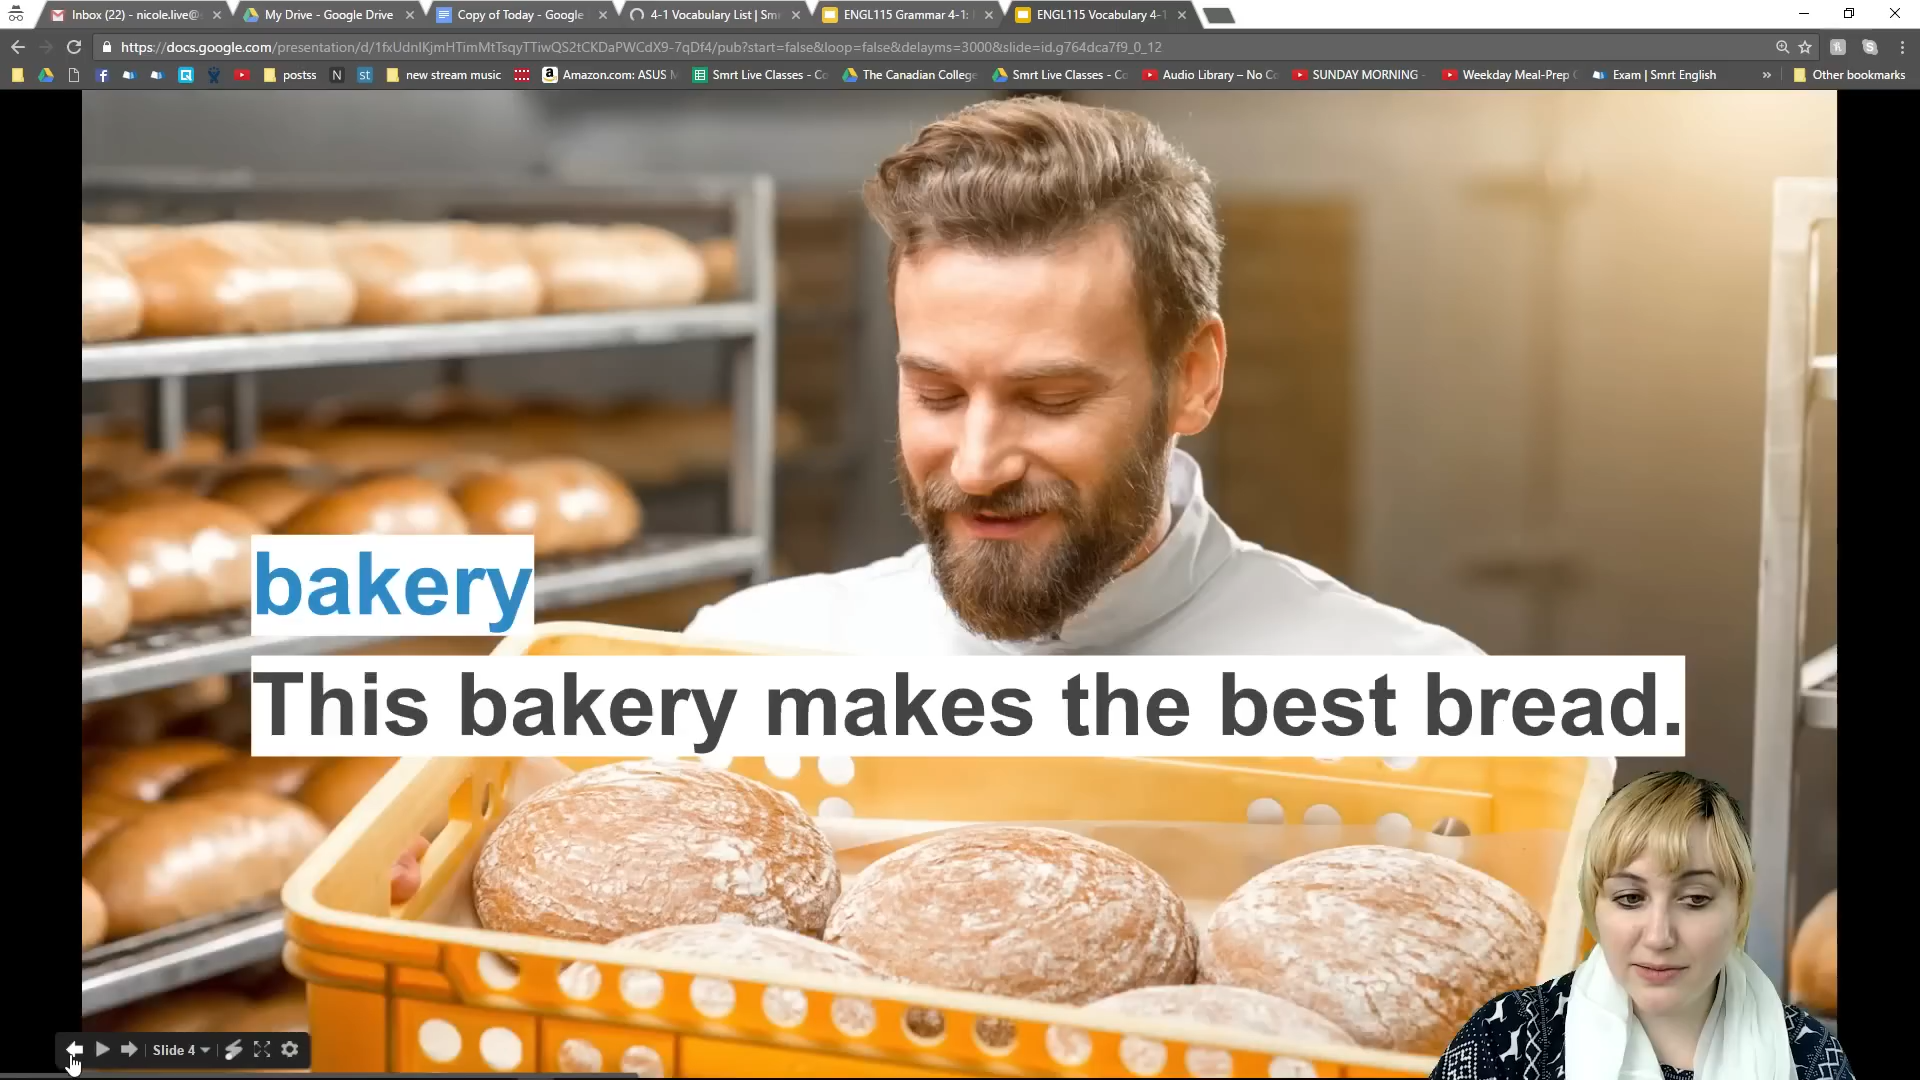 Inbox (22) - nicole.live@s
My Drive - Google Drive
Copy of Today - Google
4-1 Vocabulary List | Sm
ENGL115 Grammar 4-1:
ENGL115 Vocabulary 4-1
https://docs.google.com/presentation/d/1fxUdnIKjmHTimMtTsqyTTiwQS2tCKDaPWCdX9-7qDf4/pub?start=false&loop=false&delayms=3000&slide=id.g764dca7f9_0_12
postss
N
st
new stream music
Amazon.com: ASUS M
Smrt Live Classes - Co
The Canadian College
Smrt Live Classes - Co
Audio Library – No Co
SUNDAY MORNING -
Weekday Meal-Prep
Exam | Smrt English
Other bookmarks
bakery
This bakery makes the best bread.
Slide 4